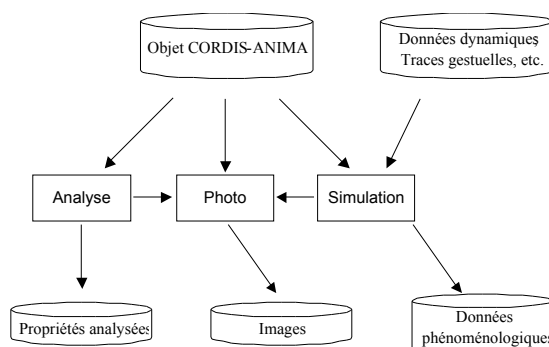 Objet CORDIS-ANIMA
Données dynamiques
Traces gestuelles, etc.
Analyse
Photo
Simulation
Propriétés analysées
Images
Données
phénoménologiques